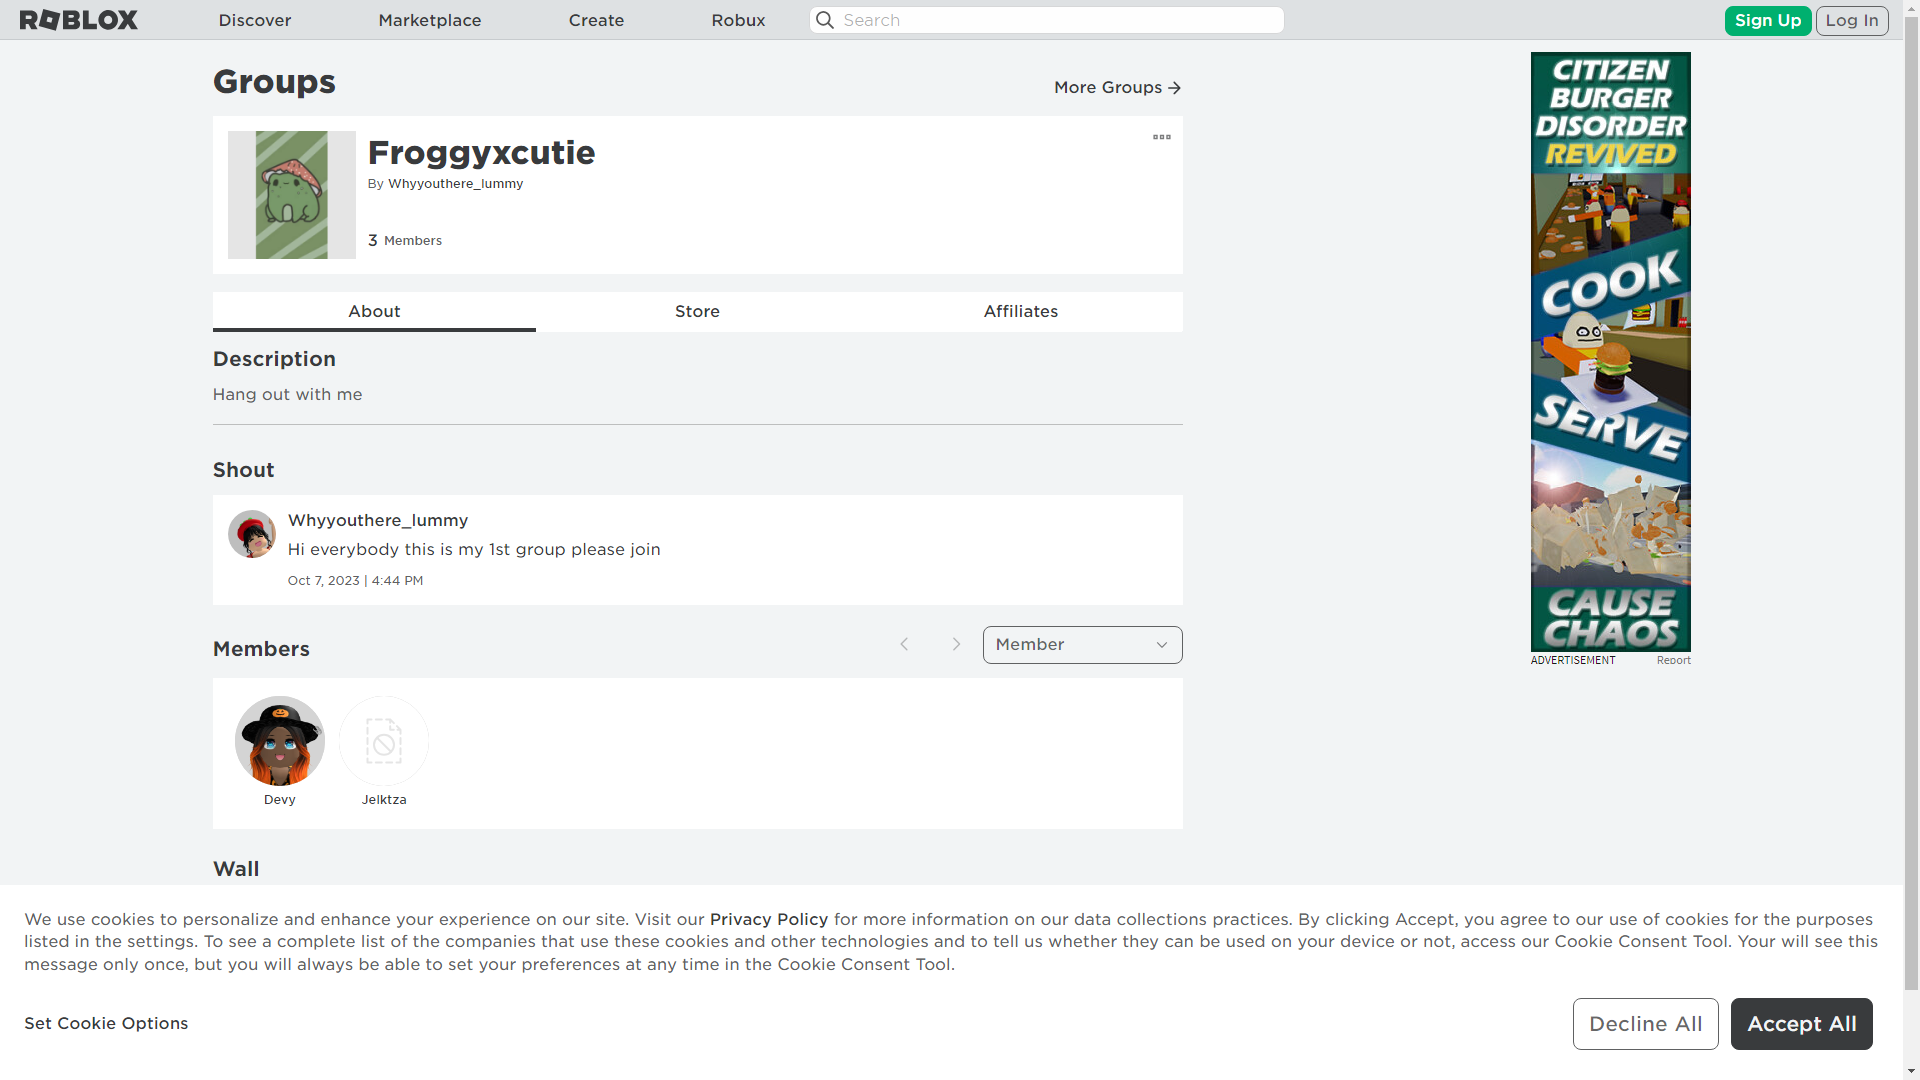 ROBLOX
Discover
Marketplace
Create
Robux
Search
Sign Up
Log In
Groups
More Groups
Froggyxcutie
By Whyyouthere_lummy
3 Members
About
Store
Affiliates
Description
Hang out with me
Shout
Whyyouthere_lummy
Hi everybody this is my 1st group please join
Oct 7, 2023 | 4:44 PM
Members
Member
Devy
Jelktza
Wall
CITIZEN
BURGER
DISORDER
REVIVED
COOK
SERVE
CAUSE
CHAOS
ADVERTISEMENT
Report
We use cookies to personalize and enhance your experience on our site. Visit our Privacy Policy for more information on our data collections practices. By clicking Accept, you agree to our use of cookies for the purposes
listed in the settings. To see a complete list of the companies that use these cookies and other technologies and to tell us whether they can be used on your device or not, access our Cookie Consent Tool. Your will see this
message only once, but you will always be able to set your preferences at any time in the Cookie Consent Tool.
Set Cookie Options
Decline All
Accept All